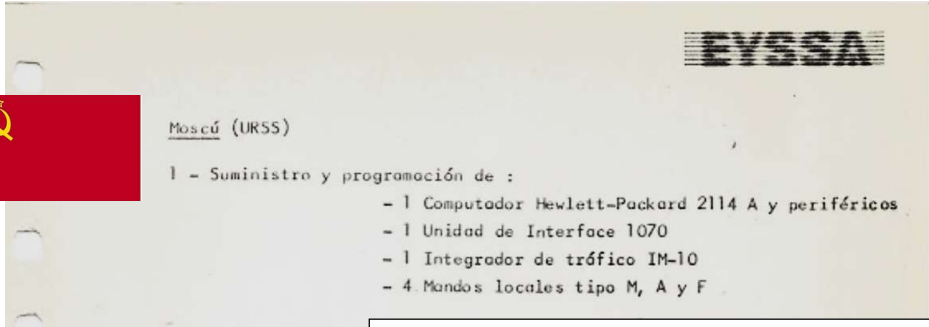 EYSSA
Moscú (URSS)
1 - Suministro y programación de :
- 1 Computador Hewlett-Packard 2114 A y periféricos
- 1 Unidad de Interface 1070
- 1 Integrador de tráfico IM-10
- 4 Mandos locales tipo M, A y F